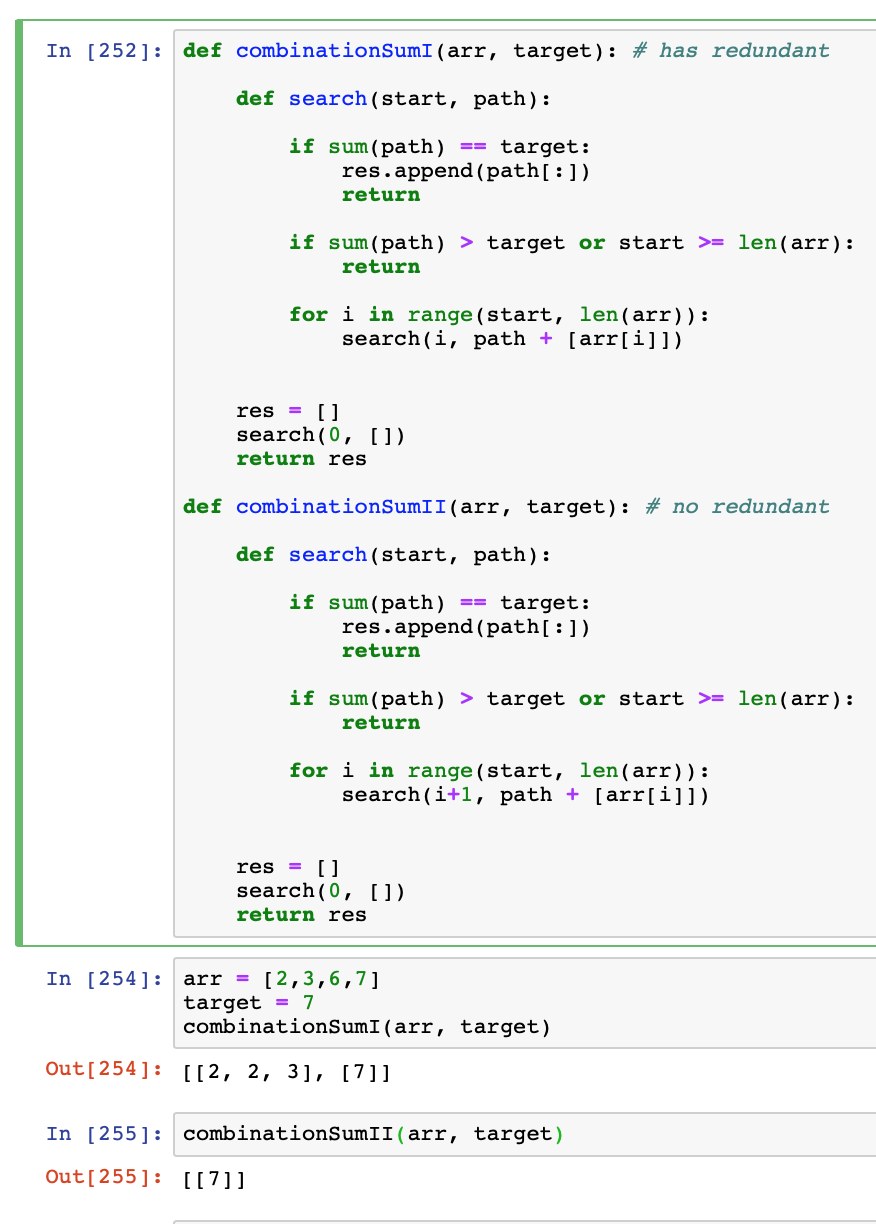 In [252]: def combinationSumI(arr, target): # has redundant
def search(start, path):
if sum(path) == target:
res.append(path[:])
return
if sum(path) > target or start >= len(arr):
return
for i in range(start, len(arr)):
search(i, path + [arr[i]])
res = []
search(0, [])
return res
def combinationSumII(arr, target): # no redundant
def search(start, path):
if sum(path) == target:
res.append(path[:])
return
if sum(path) > target or start >= len(arr):
return
for i in range(start, len(arr)):
search(i+1, path + [arr[i]])
res = []
search(0, [])
return res
In [254]: arr = [2,3,6,7]
target = 7
combinationSumI(arr, target)
Out[254]: [[2, 2, 3], [7]]
In [255]: combinationSumII(arr, target)
Out[255]: [[7]]